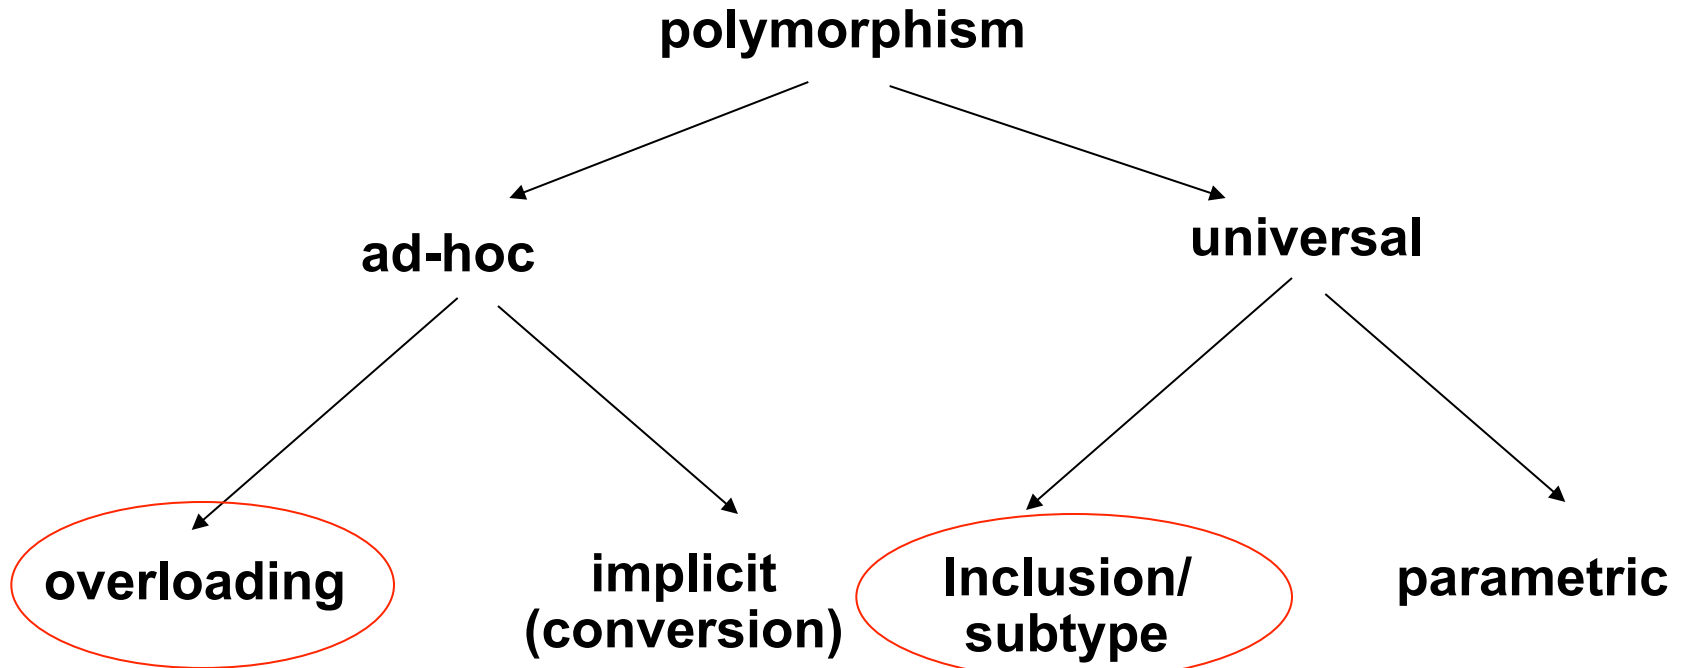 polymorphism
ad-hoc
universal
overloading
implicit
(conversion)
Inclusion/
subtype
parametric